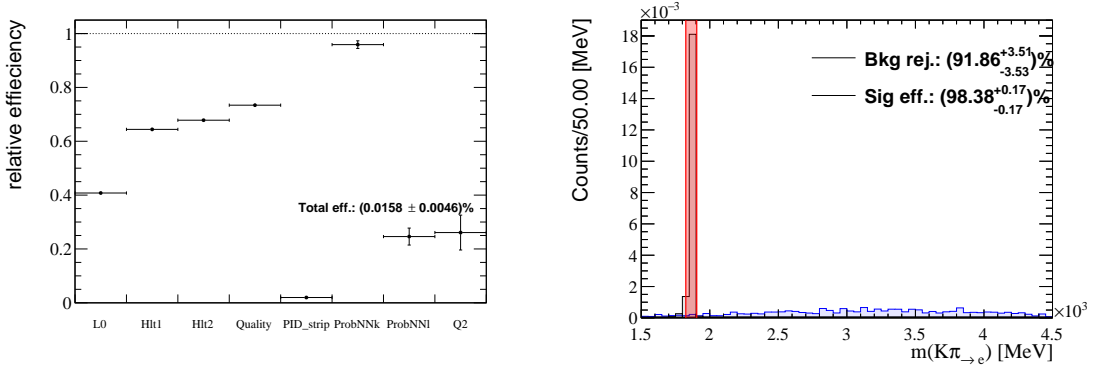 relative effieciency
1
0.8
0.6
0.4
0.2
0
Total eff.: (0.0158 ± 0.0046)%
L0 Hlt1 Hlt2 Quality PID_strip ProbNNk ProbNNl Q2
Counts/50.00 [MeV]
×10⁻³
18
16
14
12
10
8
6
4
2
0
Bkg rej.: (91.86 +3.51 -3.53)%
Sig eff.: (98.38 +0.17 -0.17)%
1.5 2 2.5 3 3.5 4 4.5
×10³
m(Kπ→e) [MeV]